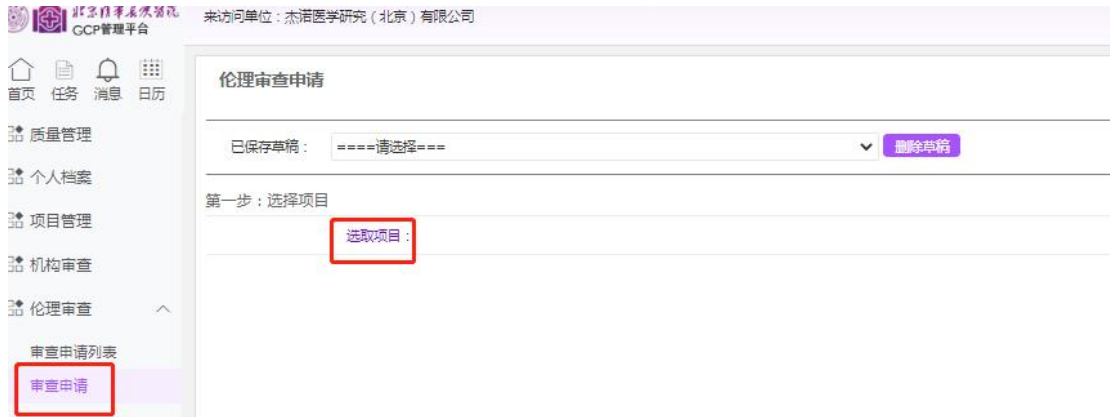 GCP管理平台
来访问单位：杰诺医学研究（北京）有限公司
首页 任务 消息 日历
质量管理
个人档案
项目管理
机构审查
伦理审查
审查申请列表
审查申请
伦理审查申请
已保存草稿： ====请选择=== 删除草稿
第一步：选择项目
选取项目：